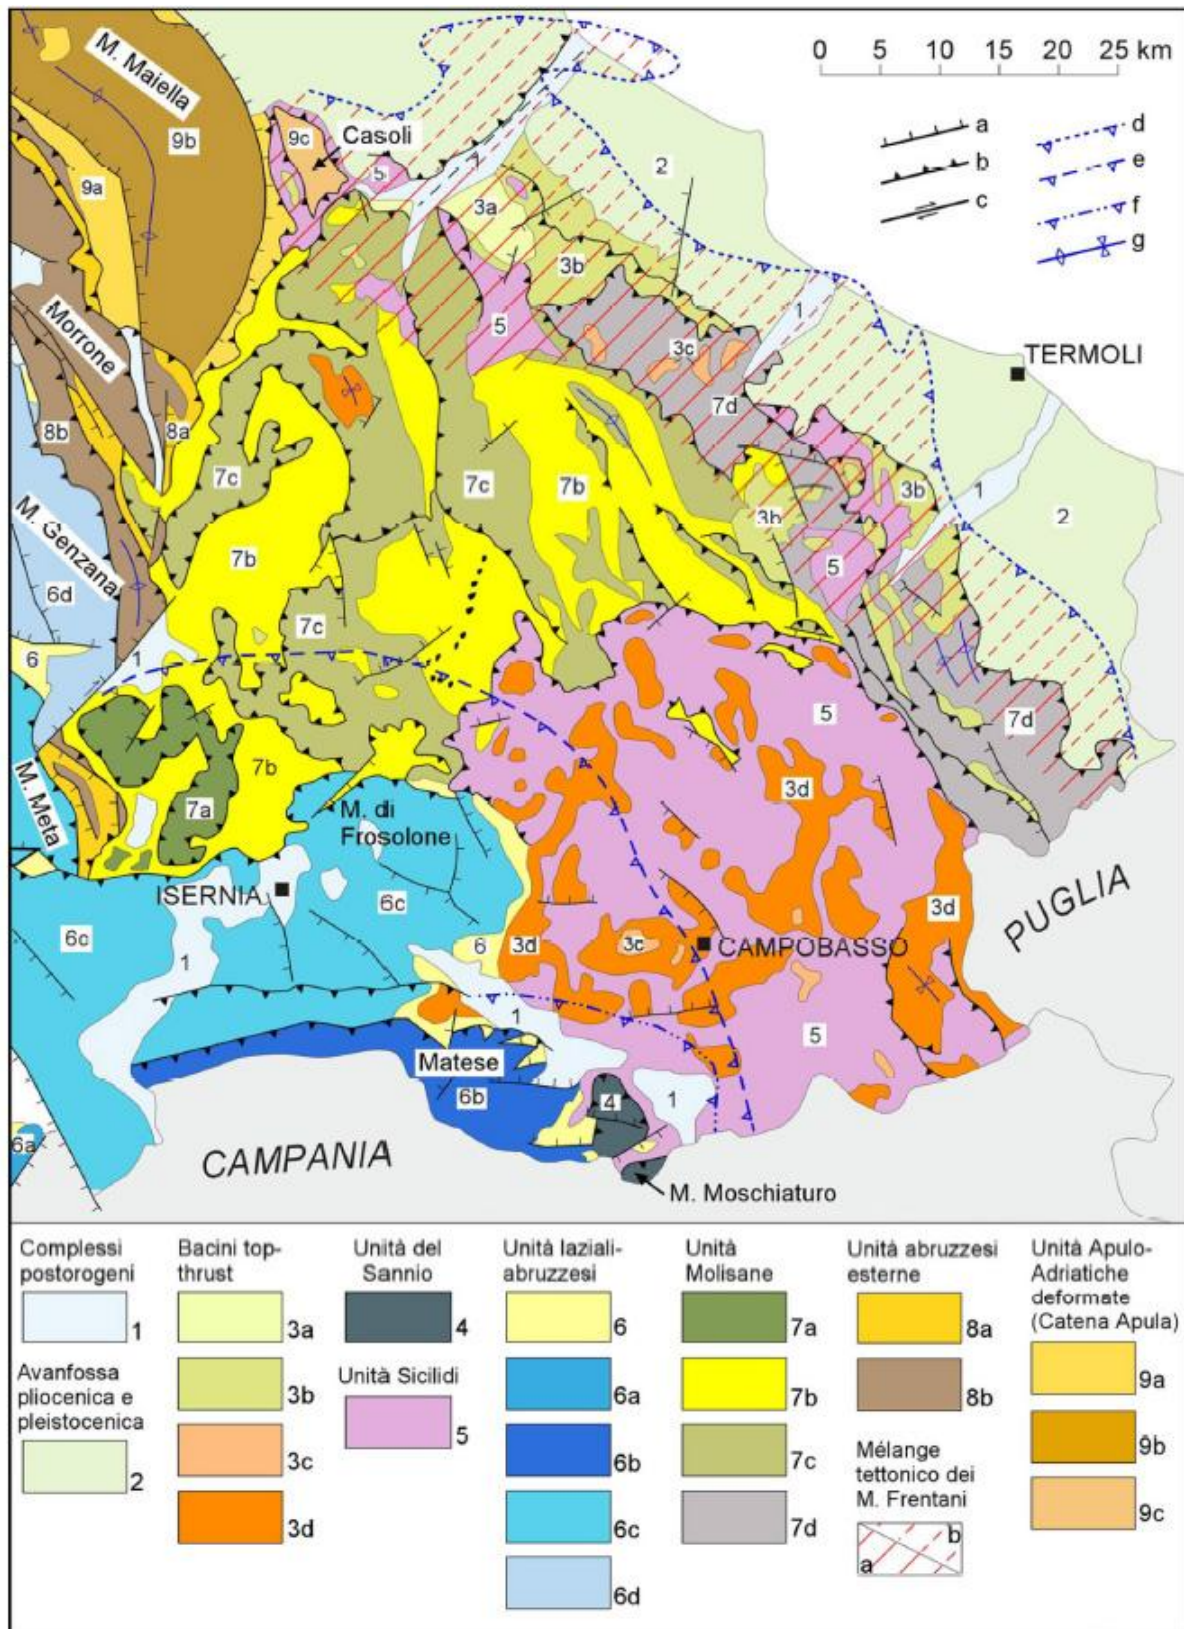 0 5 10 15 20 25 km
M. Maiella
a
d
b
e
c
f
g
9c
Casoli
9b
5
1
2
9a
3a
3b
Morrone
5
1
3c
TERMOLI
7d
8b
8a
7c
7c
7b
3b
3b
1
2
M. Genzana
7b
5
6d
7c
6
1
5
7d
7b
3d
M. Meta
7a
M. di
Frosolone
ISERNIA
6c
6c
3d
PUGLIA
6
3d
3c
CAMPOBASSO
1
1
5
Matese
6b
4
1
6a
CAMPANIA
M. Moschiaturo
Complessi
postorogeni
1
Avanfossa
pliocenica e
pleistocenica
2
Bacini top-
thrust
3a
3b
3c
3d
Unità del
Sannio
4
Unità Sicilidi
5
Unità laziali-
abruzzesi
6
6a
6b
6c
6d
Unità
Molisane
7a
7b
7c
7d
Unità abruzzesi
esterne
8a
8b
Mélange
tettonico dei
M. Frentani
a b
Unità Apulo-
Adriatiche
deformate
(Catena Apula)
9a
9b
9c